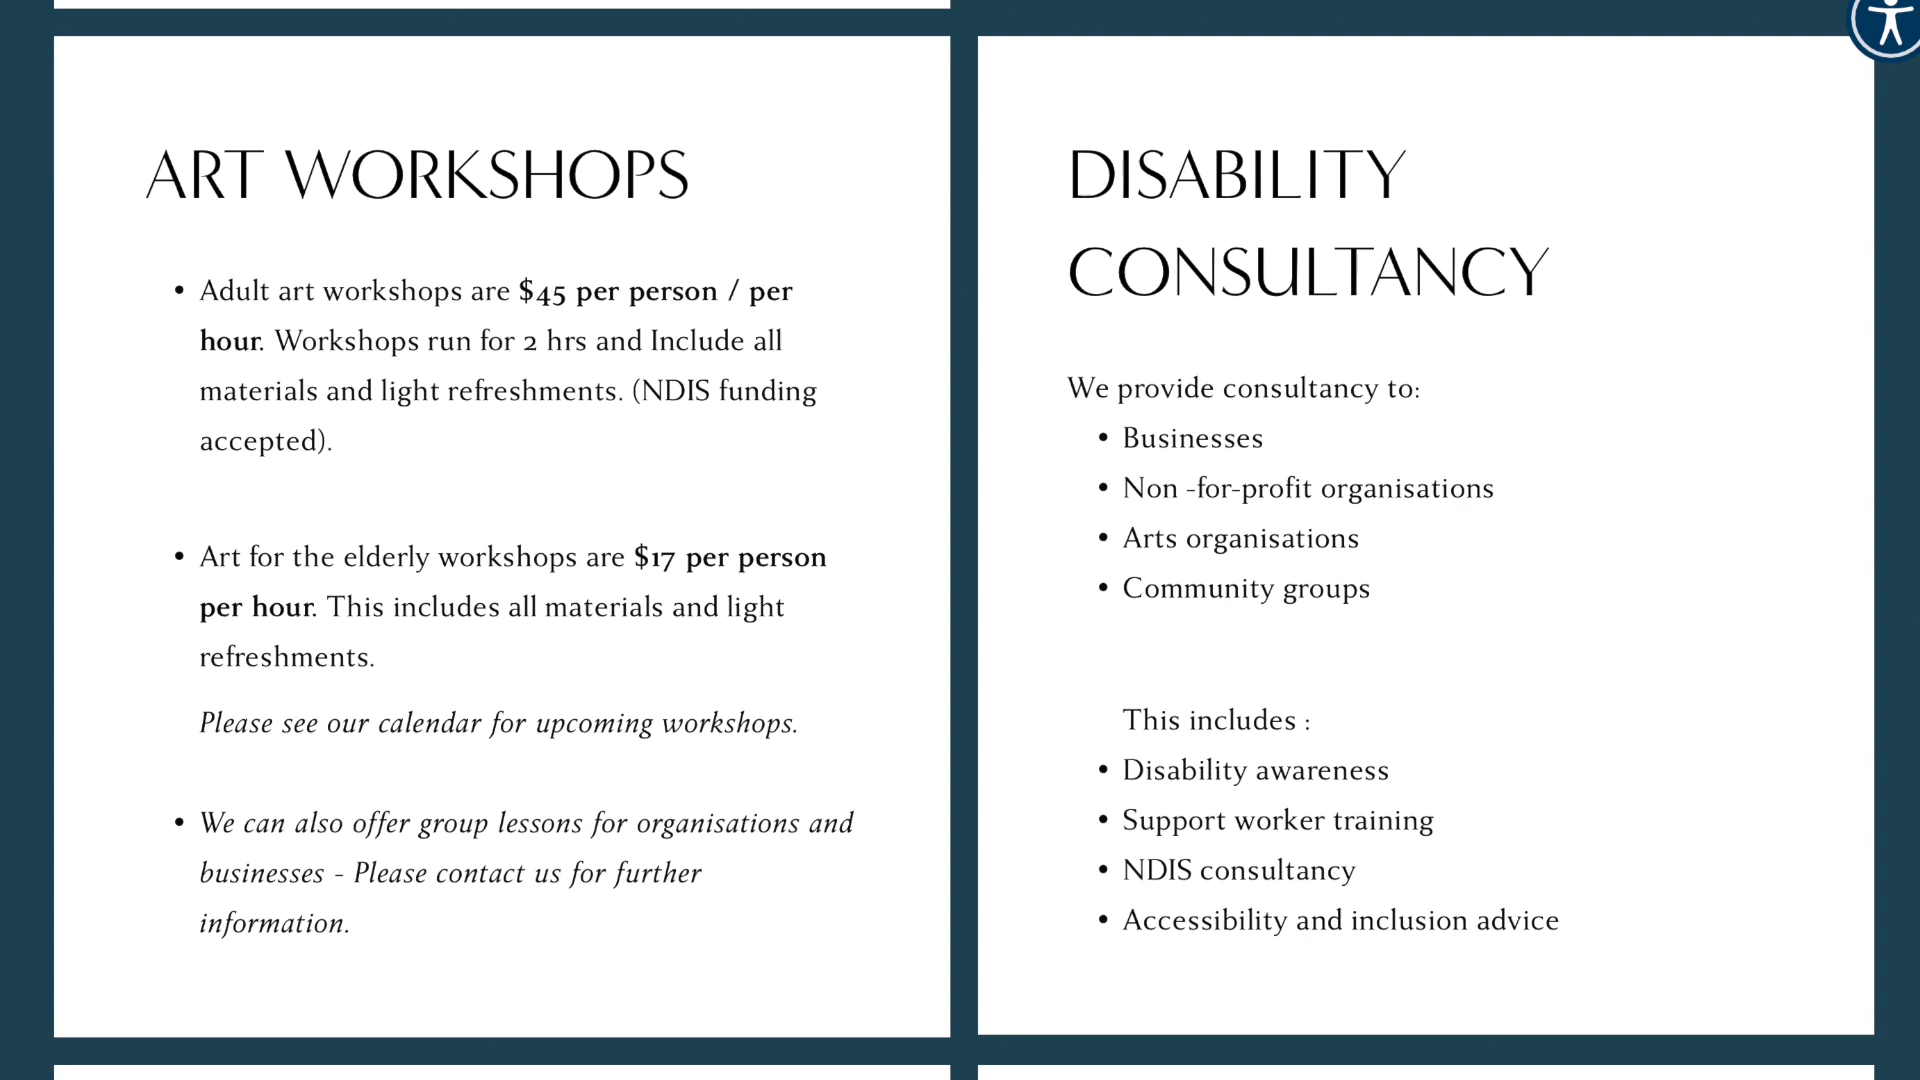 ART WORKSHOPS
• Adult art workshops are $45 per person / per
hour. Workshops run for 2 hrs and Include all
materials and light refreshments. (NDIS funding
accepted).
• Art for the elderly workshops are $17 per person
per hour. This includes all materials and light
refreshments.
Please see our calendar for upcoming workshops.
• We can also offer group lessons for organisations and
businesses - Please contact us for further
information.
DISABILITY
CONSULTANCY
We provide consultancy to:
• Businesses
• Non -for-profit organisations
• Arts organisations
• Community groups
This includes :
• Disability awareness
• Support worker training
• NDIS consultancy
• Accessibility and inclusion advice